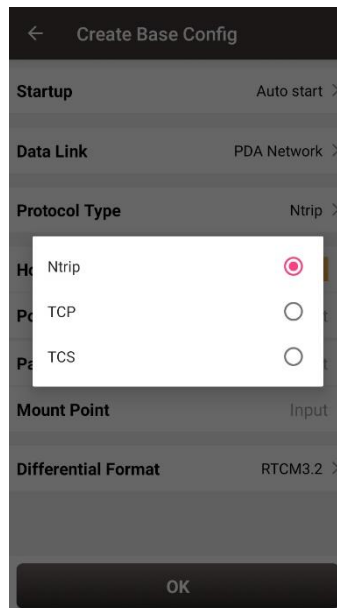 Create Base Config
Startup Auto start
Data Link PDA Network
Protocol Type Ntrip
Ntrip
TCP
TCS
Mount Point Input
Differential Format RTCM3.2
OK